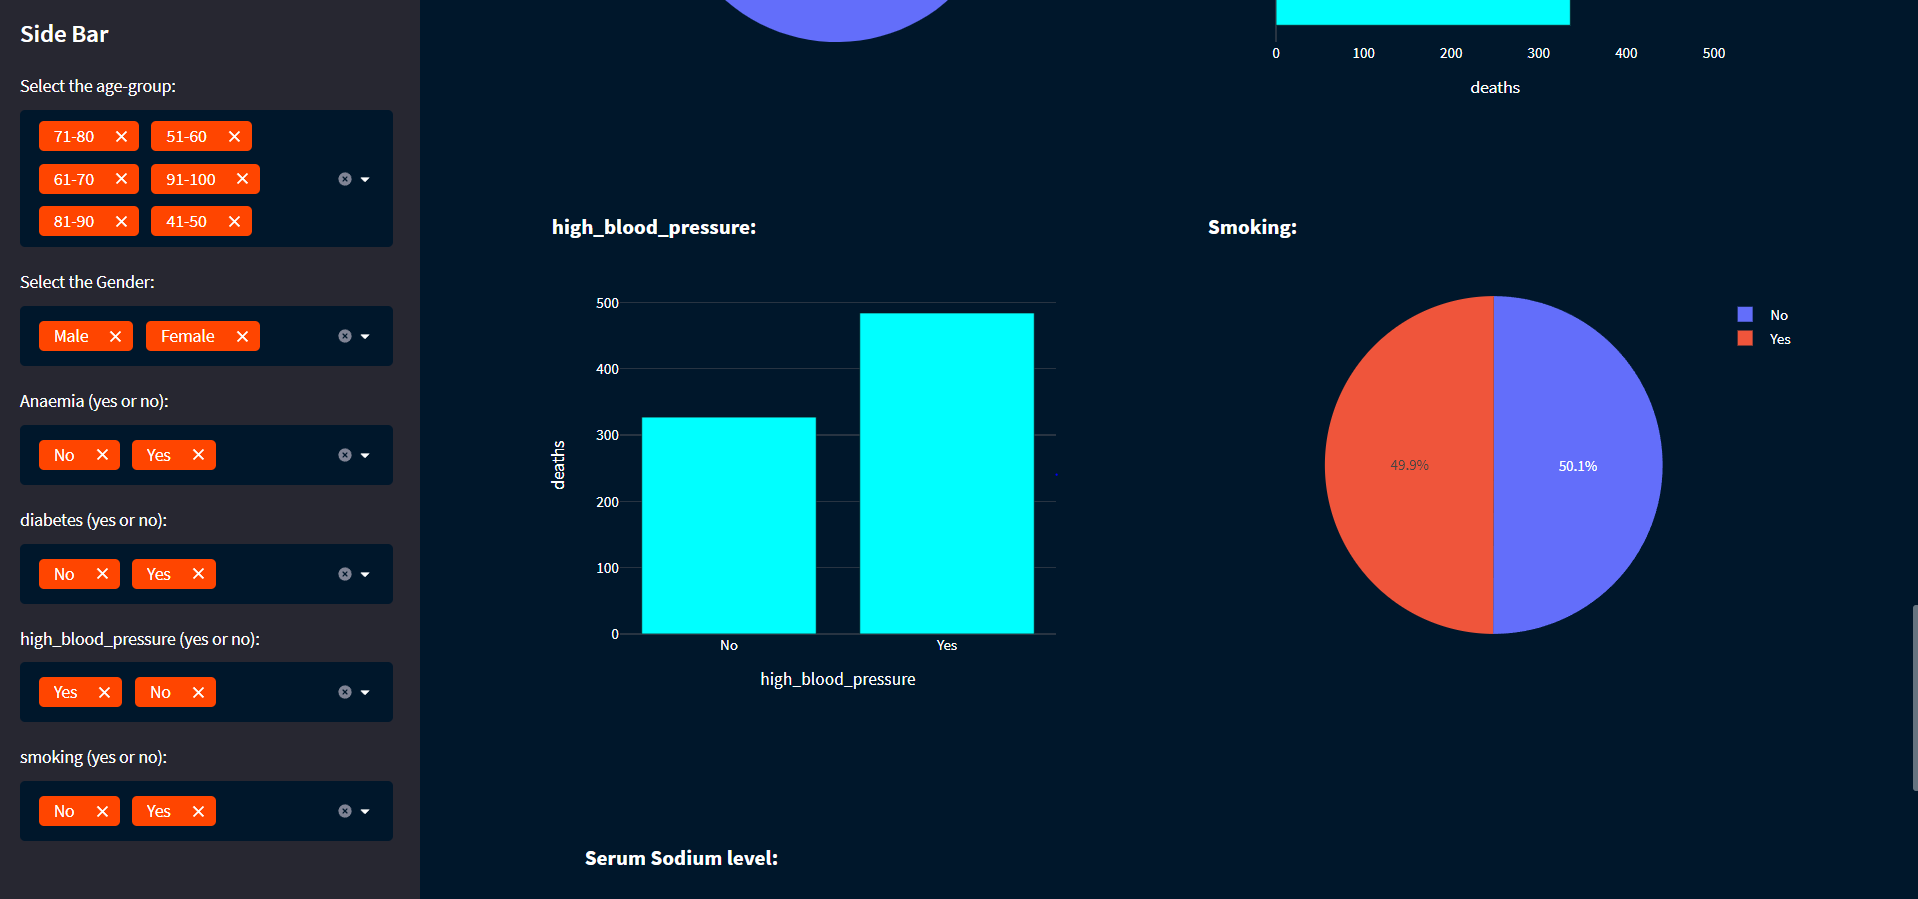 Side Bar
Select the age-group:
71-80 51-60
61-70 91-100
81-90 41-50
Select the Gender:
Male Female
Anaemia (yes or no):
No Yes
diabetes (yes or no):
No Yes
high_blood_pressure (yes or no):
Yes No
smoking (yes or no):
No Yes
0 100 200 300 400 500
deaths
high_blood_pressure:
500
400
300
200
100
0
deaths
No Yes
high_blood_pressure
Smoking:
No
Yes
49.9% 50.1%
Serum Sodium level: